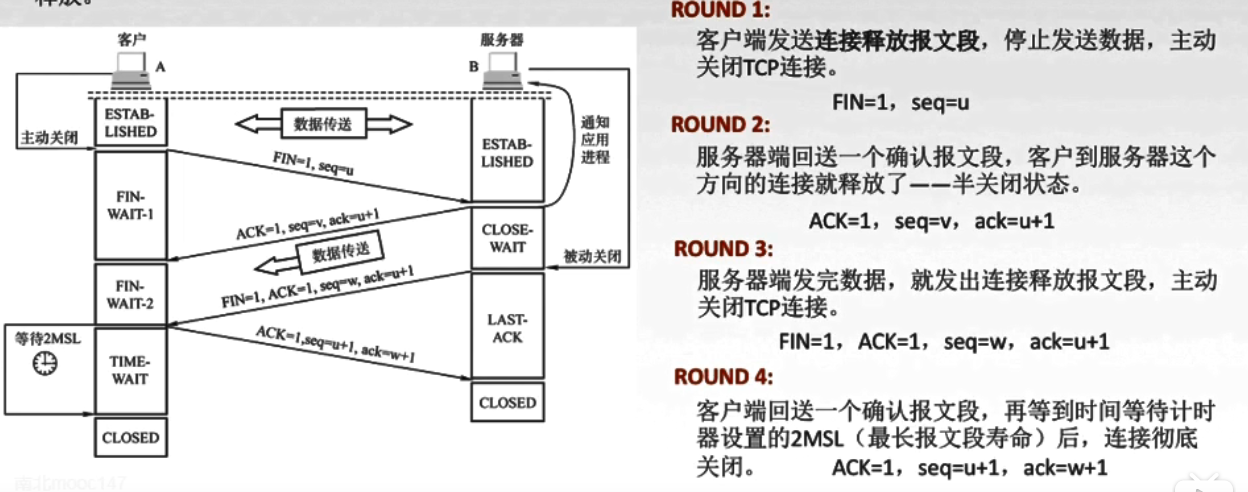 客户
服务器
A
B
ESTAB-
LISHED
数据传送
ESTAB-
LISHED
通知
应用
进程
主动关闭
FIN=1, seq=u
FIN-
WAIT-1
ACK=1, seq=v, ack=u+1
CLOSE-
WAIT
数据传送
被动关闭
FIN-
WAIT-2
FIN=1, ACK=1, seq=w, ack=u+1
LAST-
ACK
等待2MSL
ACK=1,seq=u+1, ack=w+1
TIME-
WAIT
CLOSED
CLOSED
ROUND 1:
客户端发送连接释放报文段，停止发送数据，主动
关闭TCP连接。
FIN=1，seq=u
ROUND 2:
服务器端回送一个确认报文段，客户到服务器这个
方向的连接就释放了——半关闭状态。
ACK=1，seq=v，ack=u+1
ROUND 3:
服务器端发完数据，就发出连接释放报文段，主动
关闭TCP连接。
FIN=1，ACK=1，seq=w，ack=u+1
ROUND 4:
客户端回送一个确认报文段，再等到时间等待计时
器设置的2MSL（最长报文段寿命）后，连接彻底
关闭。 ACK=1，seq=u+1，ack=w+1